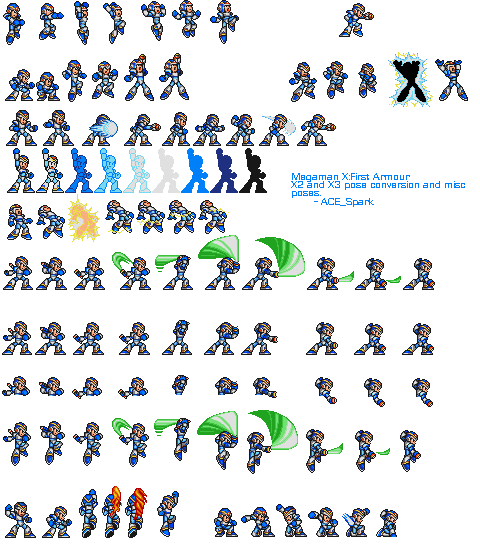 Megaman X:First Armour
X2 and X3 pose conversion and misc
poses.
- ACE_Spark